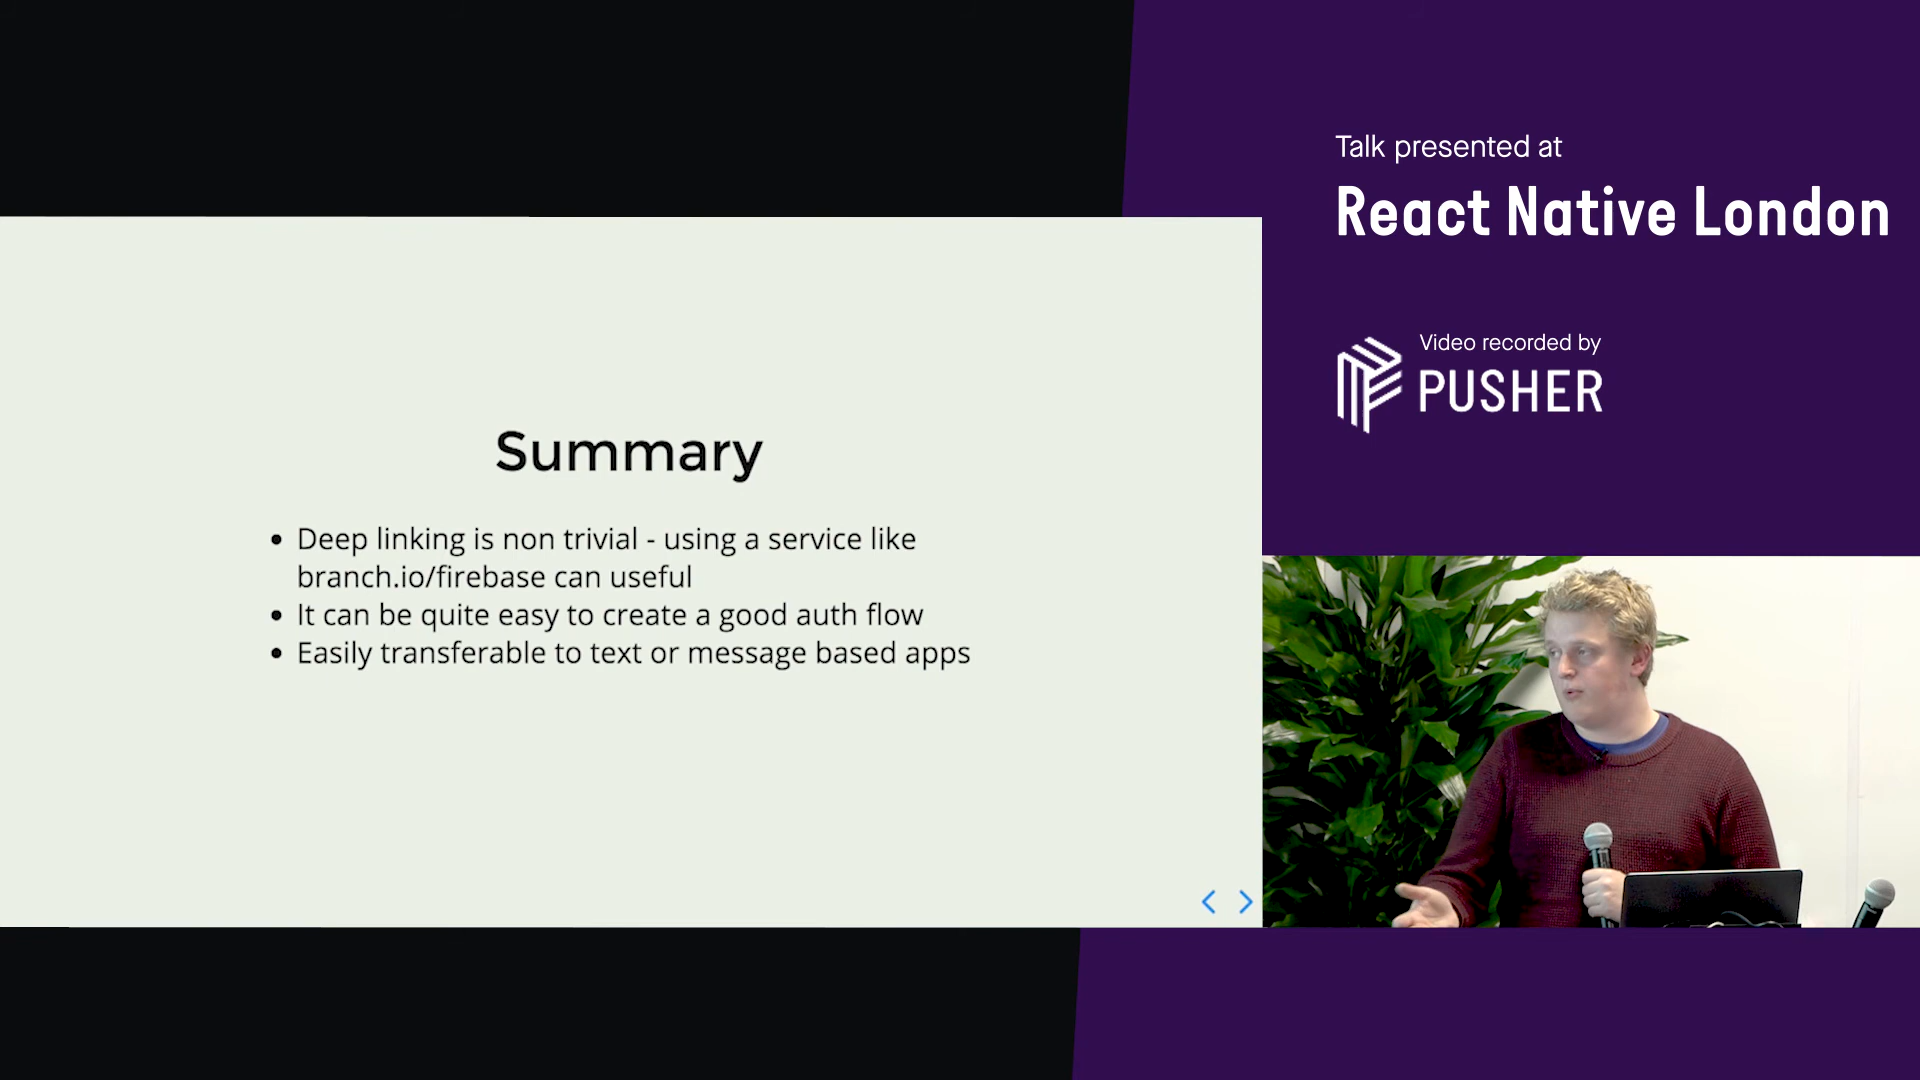 Talk presented at
React Native London
Video recorded by
PUSHER
Summary
• Deep linking is non trivial - using a service like
branch.io/firebase can useful
• It can be quite easy to create a good auth flow
• Easily transferable to text or message based apps